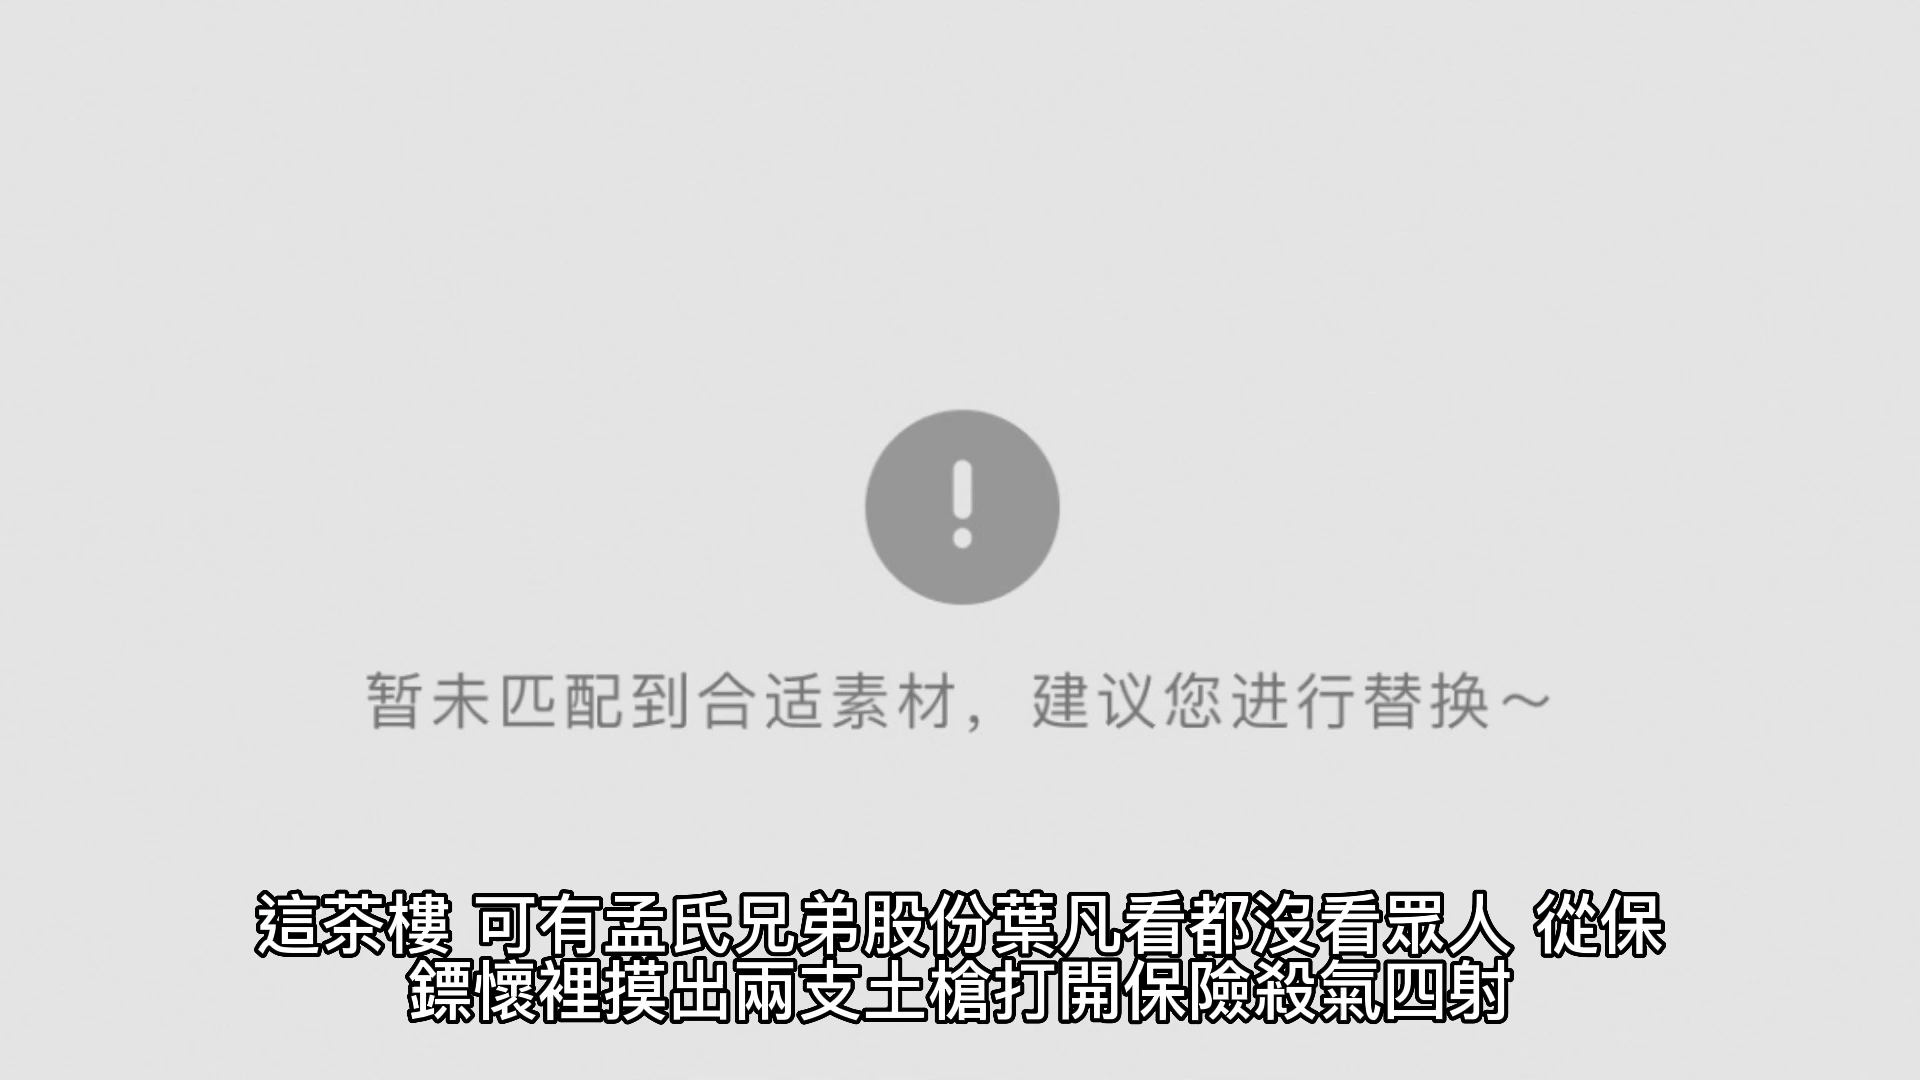 暂未匹配到合适素材，建议您进行替换～
這茶樓 可有孟氏兄弟股份葉凡看都沒看眾人 從保
鏢懷裡摸出兩支土槍打開保險殺氣四射